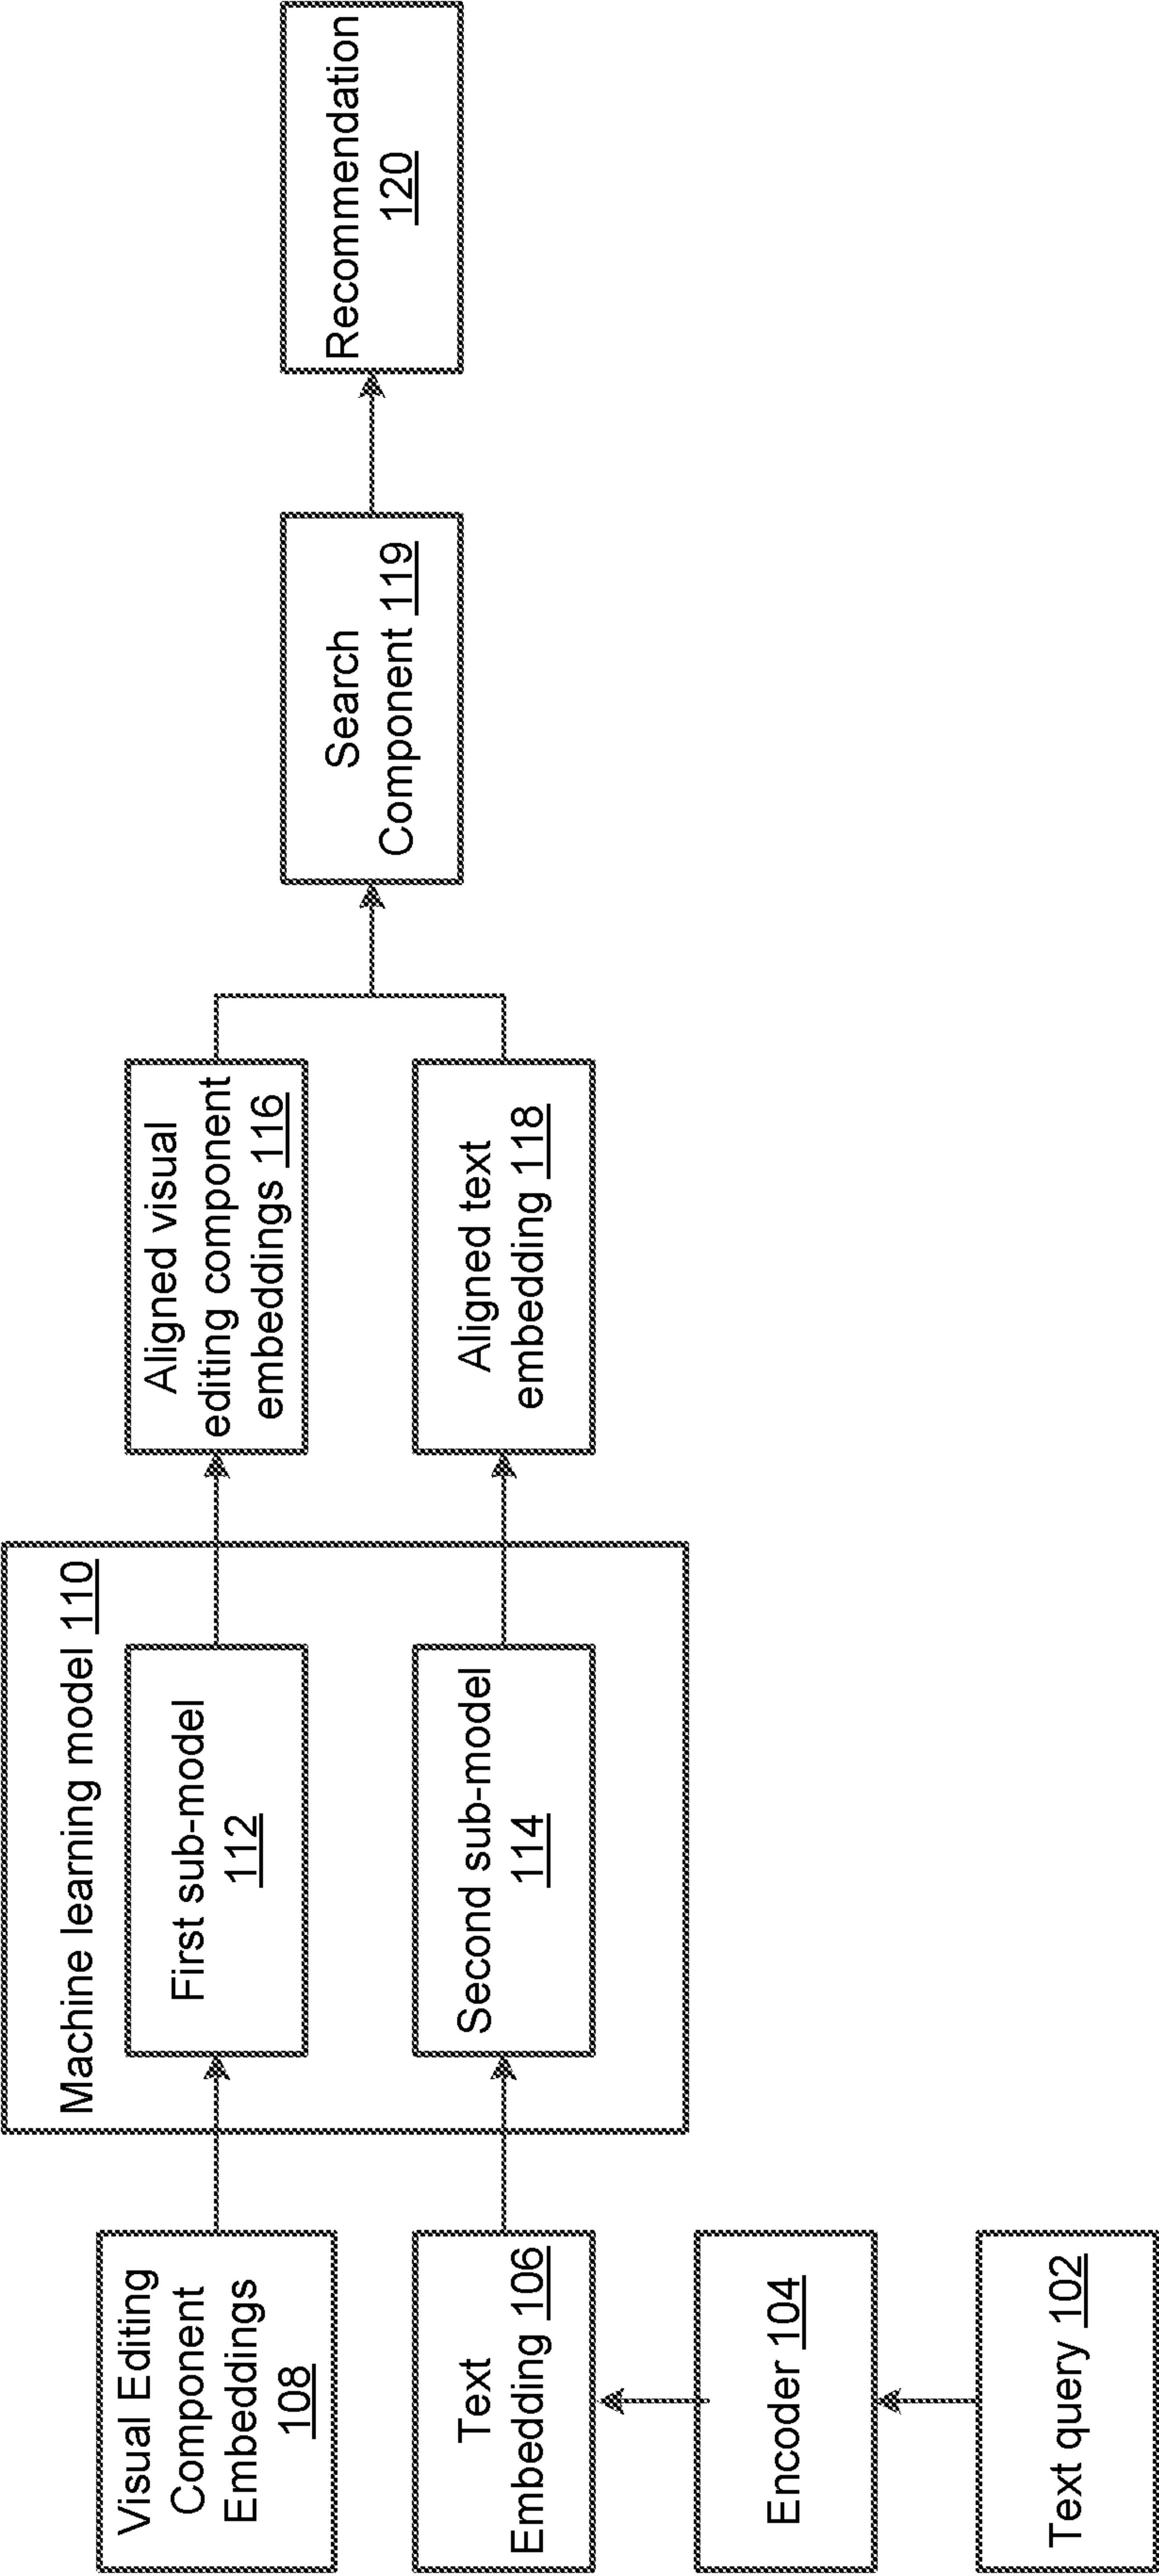 Machine learning model 110
Visual Editing
Component
Embeddings
108
First sub-model
112
Aligned visual
editing component
embeddings 116
Search
Component 119
Recommendation
120
Text
Embedding 106
Second sub-model
114
Aligned text
embedding 118
Encoder 104
Text query 102